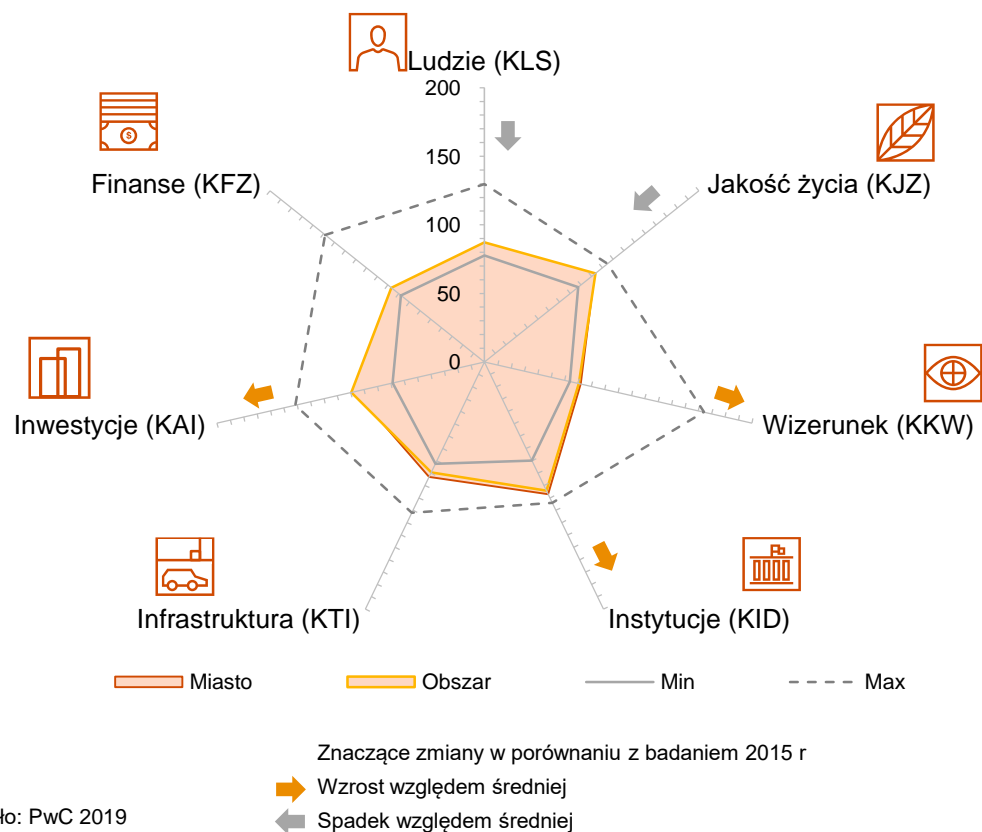 Ludzie (KLS)
200
150
100
50
0
Finanse (KFZ)
$
Jakość życia (KJZ)
Inwestycje (KAI)
Wizerunek (KKW)
Infrastruktura (KTI)
Instytucje (KID)
Miasto
Obszar
Min
Max
Znaczące zmiany w porównaniu z badaniem 2015 r
Wzrost względem średniej
ło: PwC 2019
Spadek względem średniej